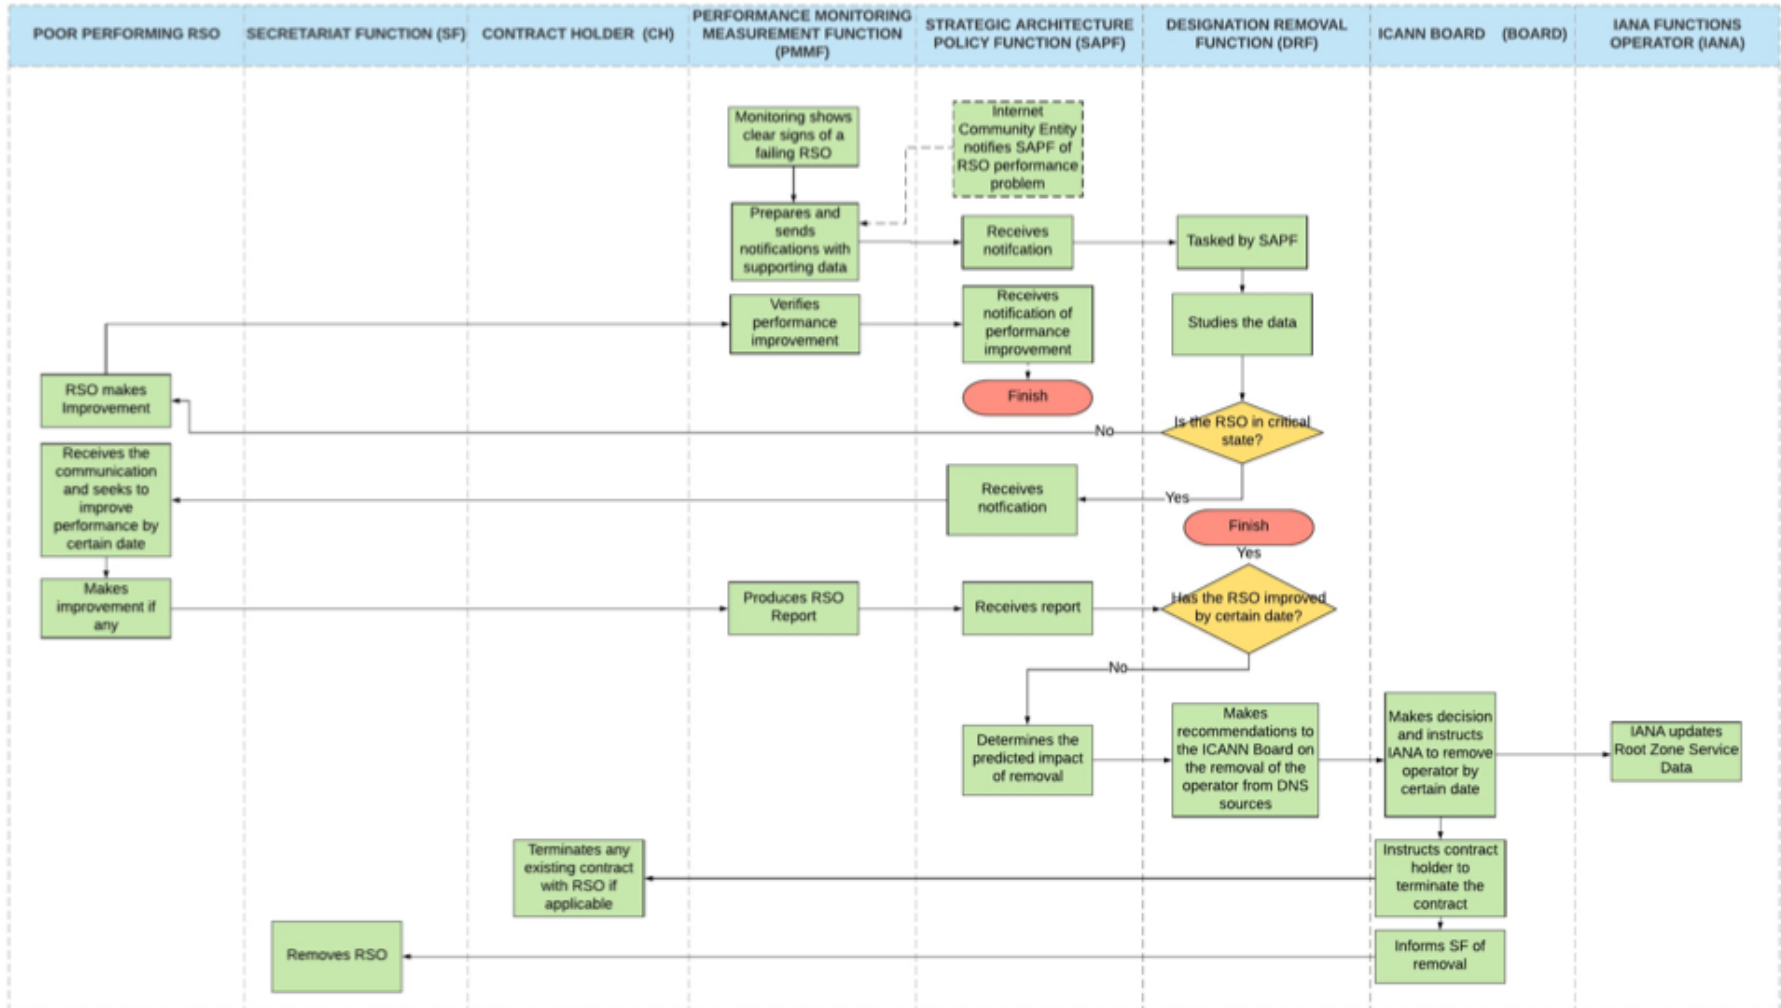 POOR PERFORMING RSO
SECRETARIAT FUNCTION (SF)
CONTRACT HOLDER (CH)
PERFORMANCE MONITORING
MEASUREMENT FUNCTION
(PMMF)
STRATEGIC ARCHITECTURE
POLICY FUNCTION (SAPF)
DESIGNATION REMOVAL
FUNCTION (DRF)
ICANN BOARD (BOARD)
IANA FUNCTIONS
OPERATOR (IANA)
Monitoring shows
clear signs of a
failing RSO
Internet
Community Entity
notifies SAPF of
RSO performance
problem
Prepares and
sends
notifications with
supporting data
Receives
notifcation
Tasked by SAPF
Verifies
performance
improvement
Receives
notification of
performance
improvement
Studies the data
RSO makes
Improvement
Finish
Is the RSO in critical
state?
No
Receives the
communication
and seeks to
improve
performance by
certain date
Receives
notfication
Yes
Finish
Yes
Makes
improvement if
any
Produces RSO
Report
Receives report
Has the RSO improved
by certain date?
No
Determines the
predicted impact
of removal
Makes
recommendations to
the ICANN Board on
the removal of the
operator from DNS
sources
Makes decision
and instructs
IANA to remove
operator by
certain date
IANA updates
Root Zone Service
Data
Terminates any
existing contract
with RSO if
applicable
Instructs contract
holder to
terminate the
contract
Removes RSO
Informs SF of
removal